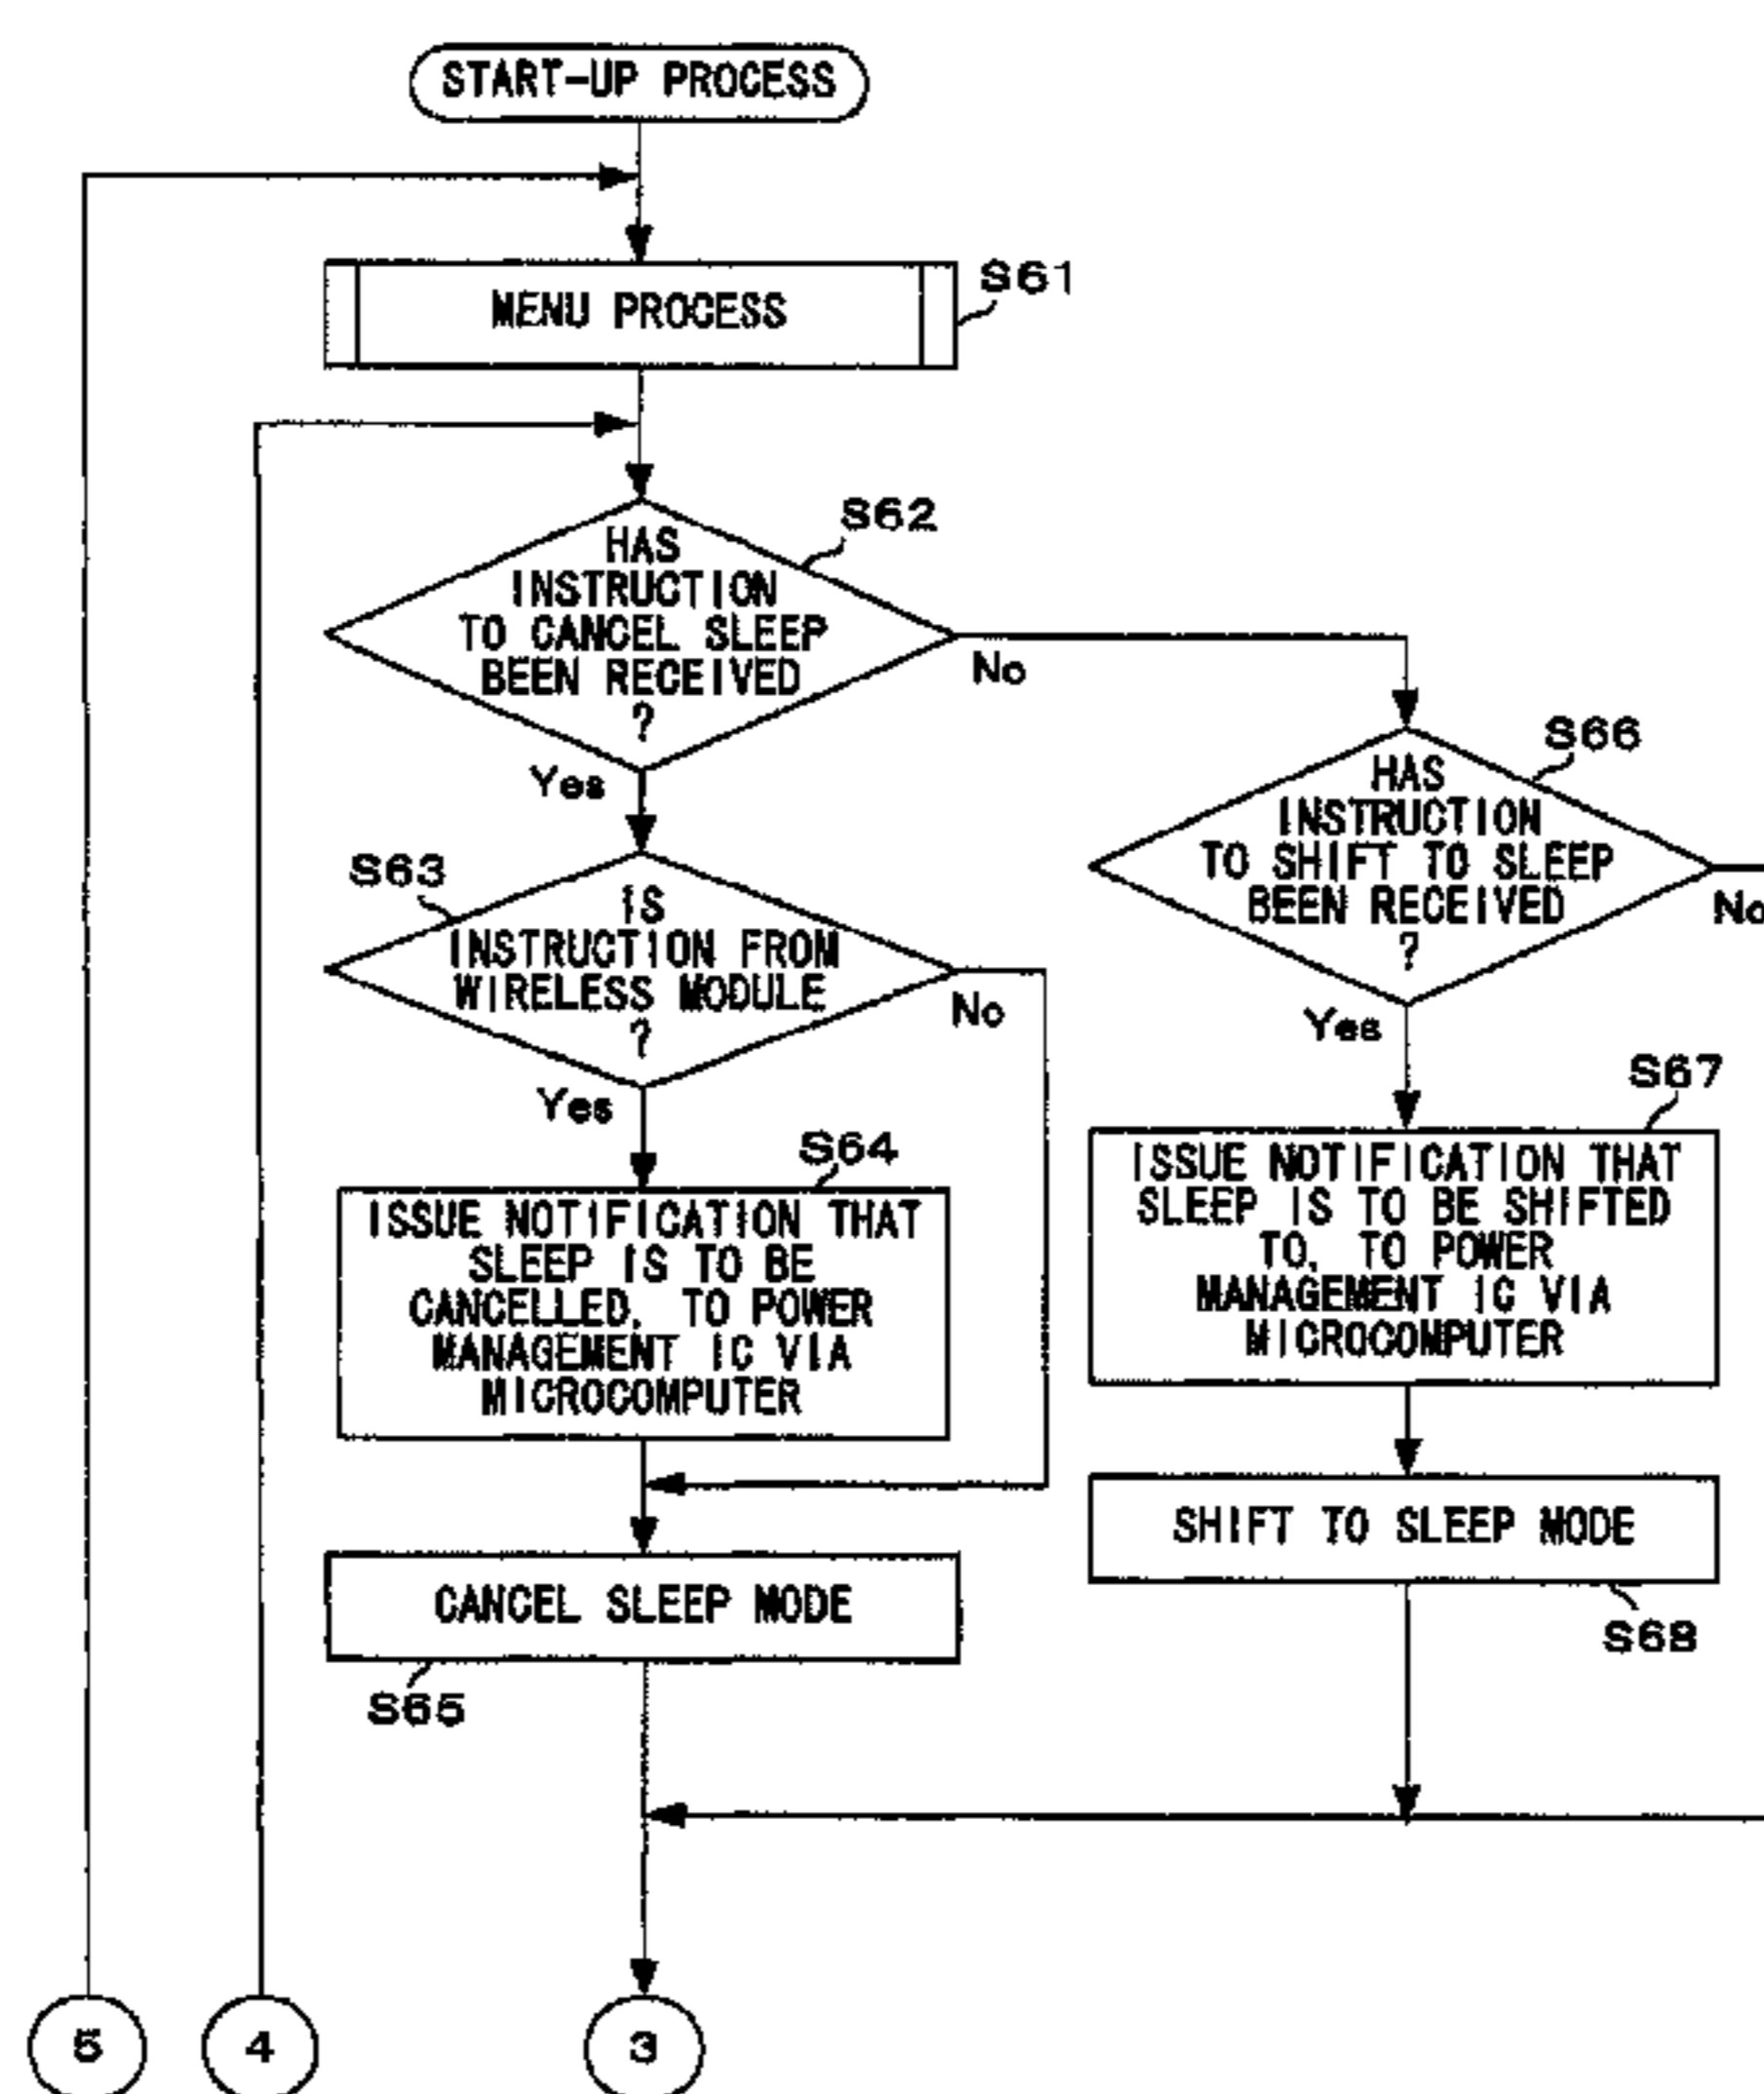 START-UP PROCESS
MENU PROCESS
S61
HAS
INSTRUCTION
TO CANCEL SLEEP
BEEN RECEIVED
?
S62
No
Yes
S66
HAS
INSTRUCTION
TO SHIFT TO SLEEP
BEEN RECEIVED
?
No
Yes
S63
IS
INSTRUCTION FROM
WIRELESS MODULE
?
No
Yes
S64
ISSUE NOTIFICATION THAT
SLEEP IS TO BE
CANCELLED, TO POWER
MANAGEMENT IC VIA
MICROCOMPUTER
S67
ISSUE NOTIFICATION THAT
SLEEP IS TO BE SHIFTED
TO, TO POWER
MANAGEMENT IC VIA
MICROCOMPUTER
SHIFT TO SLEEP MODE
S68
CANCEL SLEEP MODE
S65
5
4
3